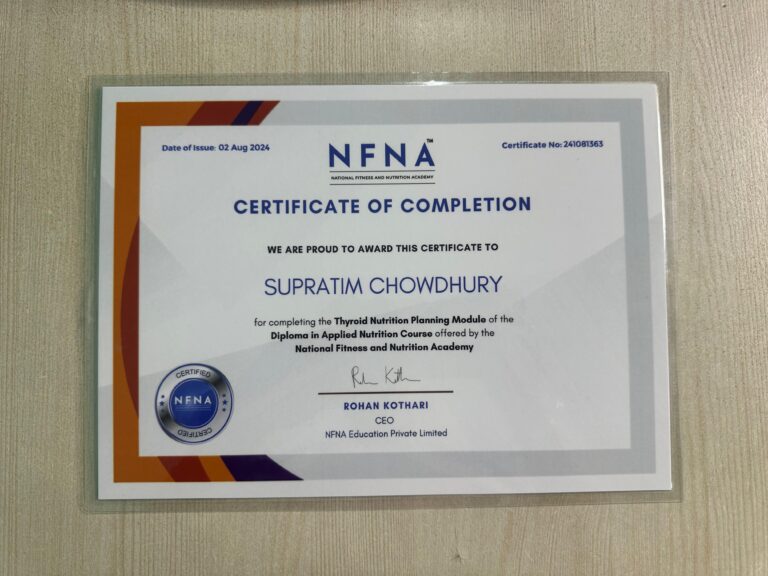 Date of Issue: 02 Aug 2024
Certificate No: 241081363
NFNA™
NATIONAL FITNESS AND NUTRITION ACADEMY
CERTIFICATE OF COMPLETION
WE ARE PROUD TO AWARD THIS CERTIFICATE TO
SUPRATIM CHOWDHURY
for completing the Thyroid Nutrition Planning Module of the
Diploma in Applied Nutrition Course offered by the
National Fitness and Nutrition Academy
CERTIFIED
NFNA
CERTIFIED
ROHAN KOTHARI
CEO
NFNA Education Private Limited